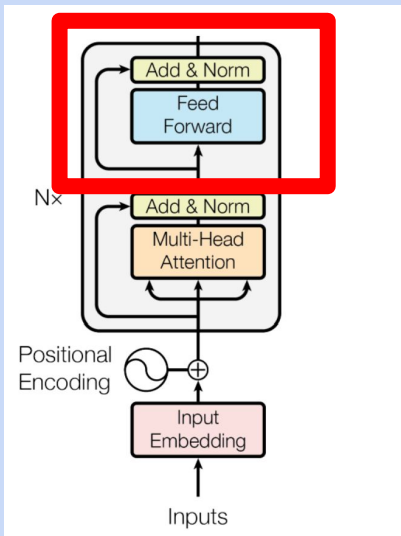 Add & Norm
Feed
Forward
N×
Add & Norm
Multi-Head
Attention
Positional
Encoding
Input
Embedding
Inputs